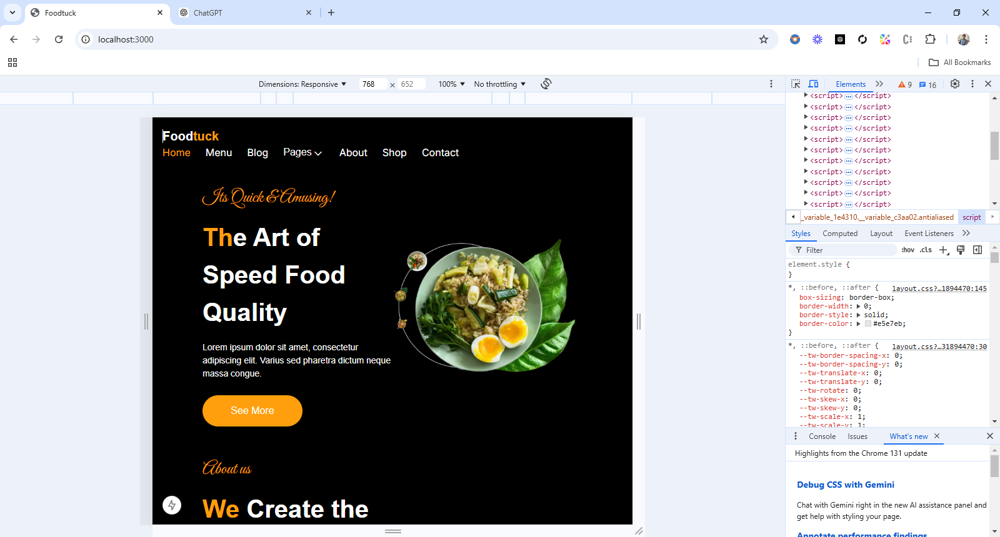 Foodtuck
ChatGPT
localhost:3000
All Bookmarks
Dimensions: Responsive 768 × 652 100% No throttling
Elements 9 16
<script> </script>
<script> </script>
<script> </script>
<script> </script>
<script> </script>
<script> </script>
<script> </script>
<script> </script>
<script> </script>
<script> </script>
<script> </script>
_variable_1e4310.__variable_c3aa02.antialiased script
Styles Computed Layout Event Listeners
Filter :hov .cls
element.style {
}
*, ::before, ::after { layout.css?…1894470:145
box-sizing: border-box;
border-width: 0;
border-style: solid;
border-color: #e5e7eb;
}
*, ::before, ::after { layout.css?…31894470:30
--tw-border-spacing-x: 0;
--tw-border-spacing-y: 0;
--tw-translate-x: 0;
--tw-translate-y: 0;
--tw-rotate: 0;
--tw-skew-x: 0;
--tw-skew-y: 0;
--tw-scale-x: 1;
--tw-scale-y: 1;
Console Issues What's new
Highlights from the Chrome 131 update
Debug CSS with Gemini
Chat with Gemini right in the new AI assistance panel and
get help with styling your page.
Annotate performance findings
Foodtuck
Home Menu Blog Pages About Shop Contact
Its Quick & Amusing!
The Art of
Speed Food
Quality
Lorem ipsum dolor sit amet, consectetur
adipiscing elit. Varius sed pharetra dictum neque
massa congue.
See More
About us
We Create the